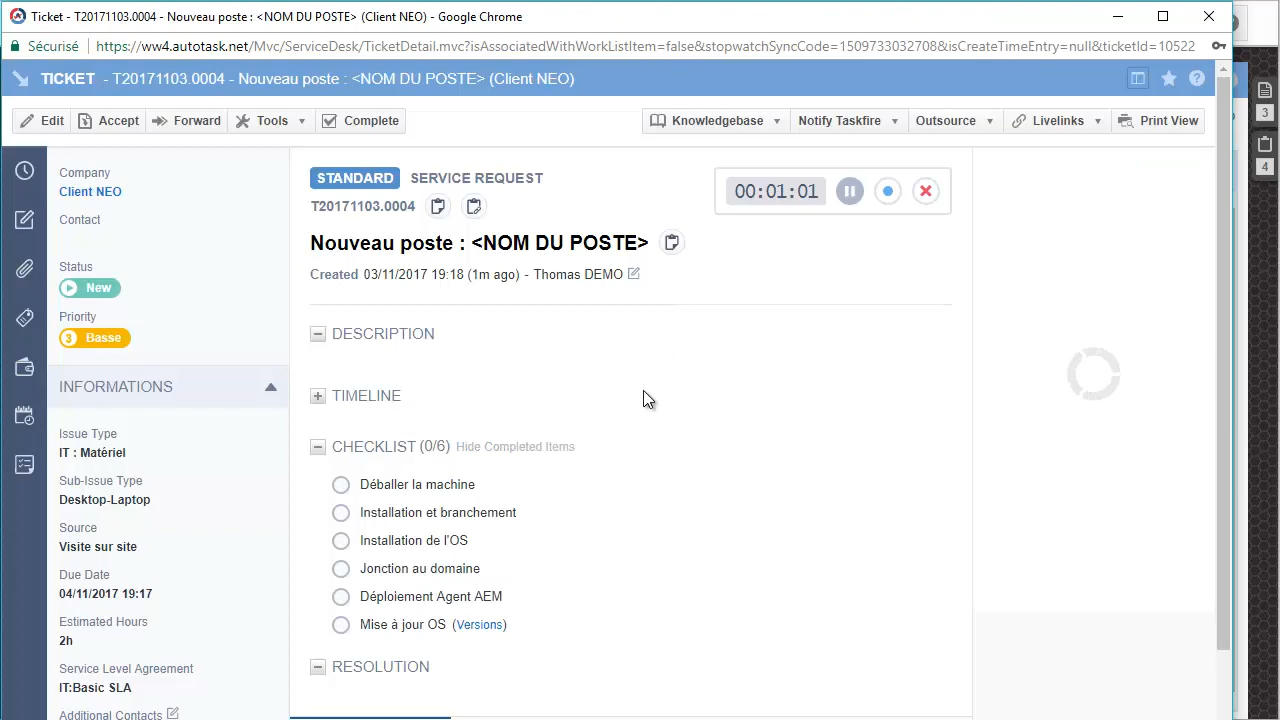 Ticket - T20171103.0004 - Nouveau poste : <NOM DU POSTE> (Client NEO) - Google Chrome
Sécurisé https://ww4.autotask.net/Mvc/ServiceDesk/TicketDetail.mvc?isAssociatedWithWorkListItem=false&stopwatchSyncCode=1509733032708&isCreateTimeEntry=null&ticketId=10522
TICKET - T20171103.0004 - Nouveau poste : <NOM DU POSTE> (Client NEO)
Edit Accept Forward Tools Complete Knowledgebase Notify Taskfire Outsource Livelinks Print View
3
4
Company
Client NEO
Contact
Status
New
Priority
3 Basse
INFORMATIONS
Issue Type
IT : Matériel
Sub-Issue Type
Desktop-Laptop
Source
Visite sur site
Due Date
04/11/2017 19:17
Estimated Hours
2h
Service Level Agreement
IT:Basic SLA
Additional Contacts
STANDARD SERVICE REQUEST
T20171103.0004
00:01:01
Nouveau poste : <NOM DU POSTE>
Created 03/11/2017 19:18 (1m ago) - Thomas DEMO
DESCRIPTION
TIMELINE
CHECKLIST (0/6) Hide Completed Items
Déballer la machine
Installation et branchement
Installation de l'OS
Jonction au domaine
Déploiement Agent AEM
Mise à jour OS (Versions)
RESOLUTION